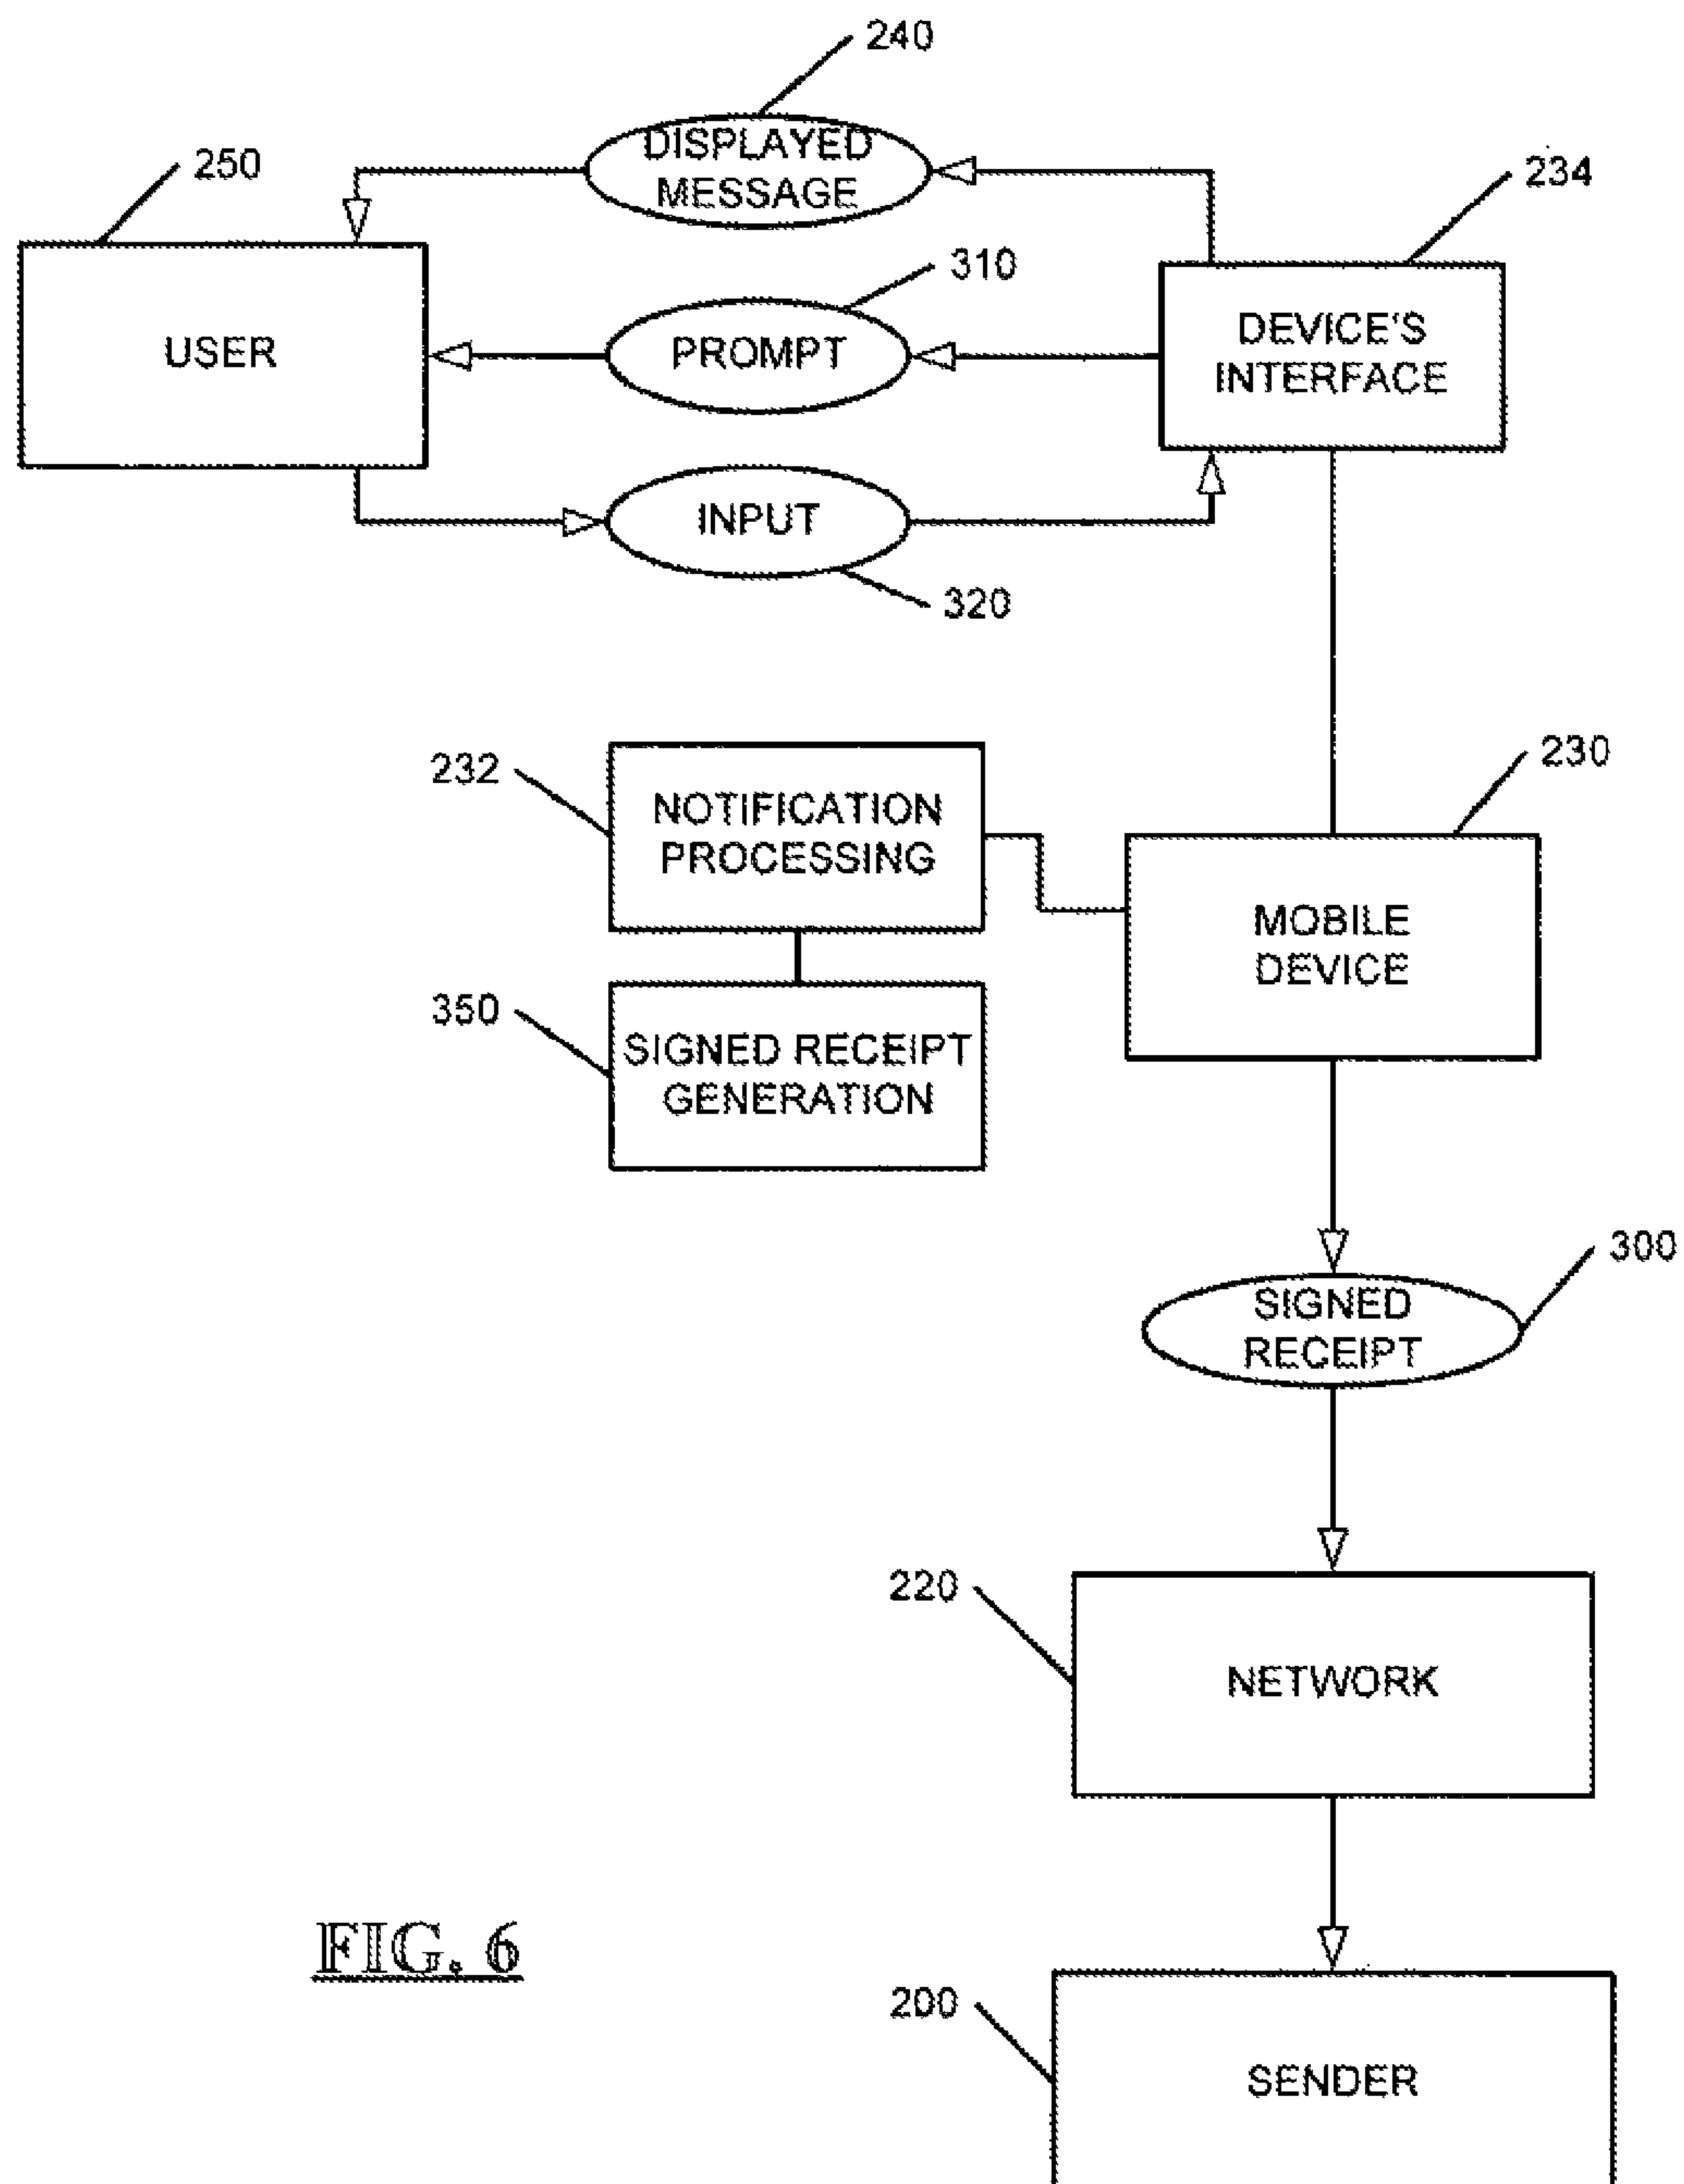 240
DISPLAYED
MESSAGE
250
234
310
USER
PROMPT
DEVICE'S
INTERFACE
INPUT
320
232
NOTIFICATION
PROCESSING
230
MOBILE
DEVICE
350
SIGNED RECEIPT
GENERATION
300
SIGNED
RECEIPT
220
NETWORK
FIG. 6
200
SENDER